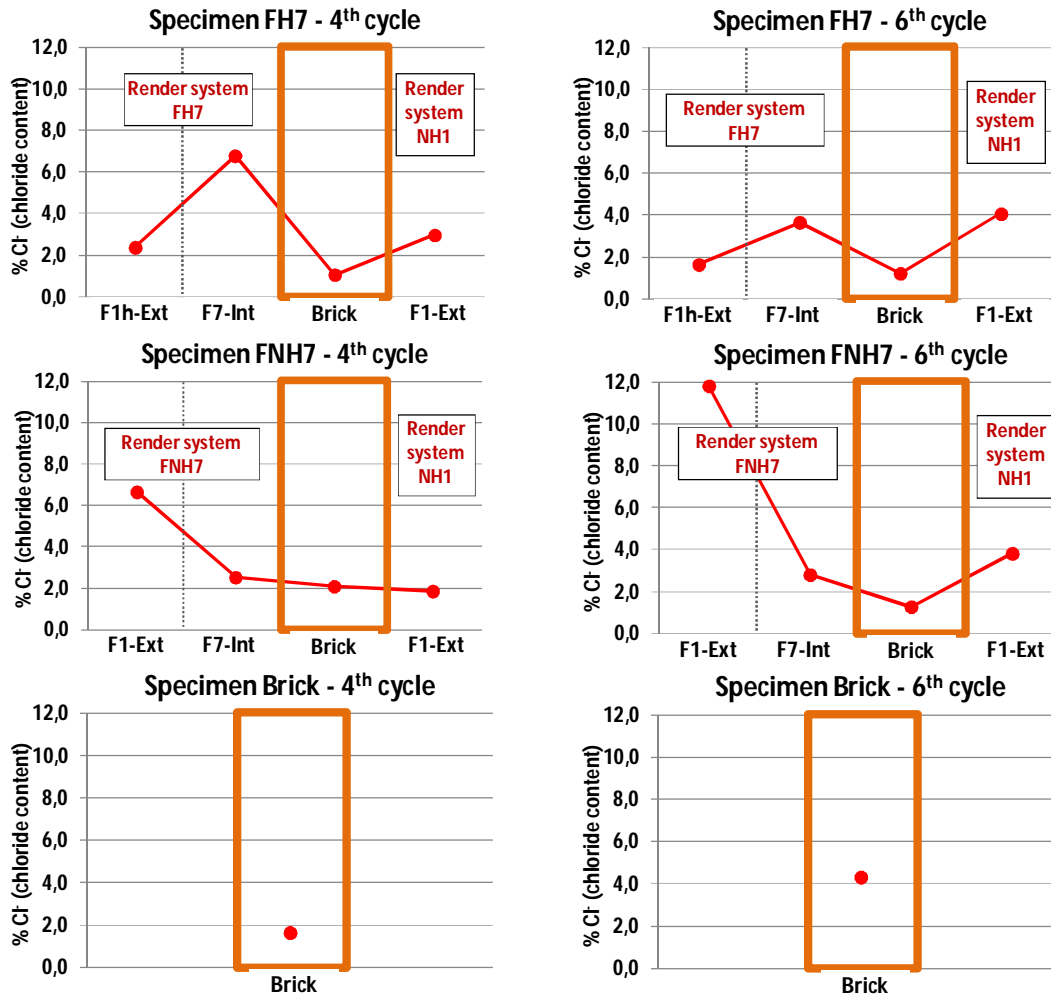 Specimen FH7 - 4th cycle
% Cl- (chloride content)
12,0
10,0
8,0
6,0
4,0
2,0
0,0
Render system
FH7
Render
system
NH1
F1h-Ext F7-Int Brick F1-Ext
Specimen FH7 - 6th cycle
% Cl- (chloride content)
12,0
10,0
8,0
6,0
4,0
2,0
0,0
Render system
FH7
Render
system
NH1
F1h-Ext F7-Int Brick F1-Ext
Specimen FNH7 - 4th cycle
% Cl- (chloride content)
12,0
10,0
8,0
6,0
4,0
2,0
0,0
Render system
FNH7
Render
system
NH1
F1-Ext F7-Int Brick F1-Ext
Specimen FNH7 - 6th cycle
% Cl- (chloride content)
12,0
10,0
8,0
6,0
4,0
2,0
0,0
Render system
FNH7
Render
system
NH1
F1-Ext F7-Int Brick F1-Ext
Specimen Brick - 4th cycle
% Cl- (chloride content)
12,0
10,0
8,0
6,0
4,0
2,0
0,0
Brick
Specimen Brick - 6th cycle
% Cl- (chloride content)
12,0
10,0
8,0
6,0
4,0
2,0
0,0
Brick